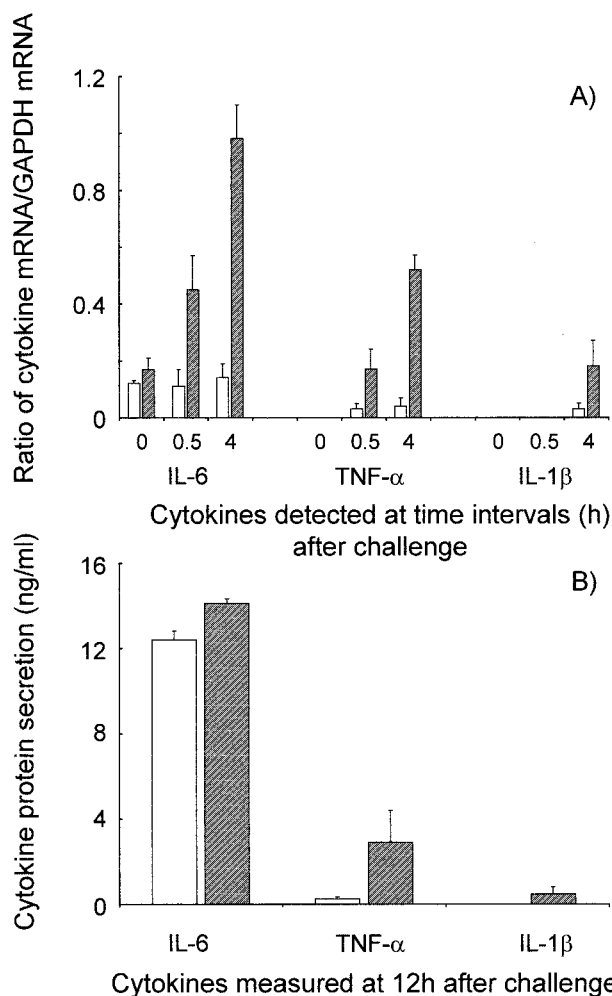 A)
Ratio of cytokine mRNA/GAPDH mRNA
1.2
0.8
0.4
0
0 0.5 4 0 0.5 4 0 0.5 4
IL-6 TNF-α IL-1β
Cytokines detected at time intervals (h)
after challenge
B)
Cytokine protein secretion (ng/ml)
16
12
8
4
0
IL-6 TNF-α IL-1β
Cytokines measured at 12h after challenge